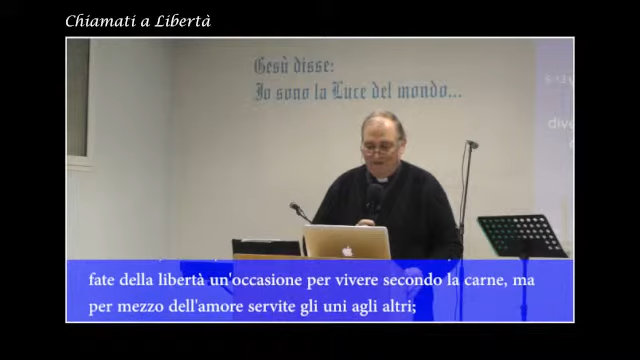 Chiamati a Libertà
Gesù disse:
Io sono la Luce del mondo...
dive
fate della libertà un'occasione per vivere secondo la carne, ma
per mezzo dell'amore servite gli uni agli altri;